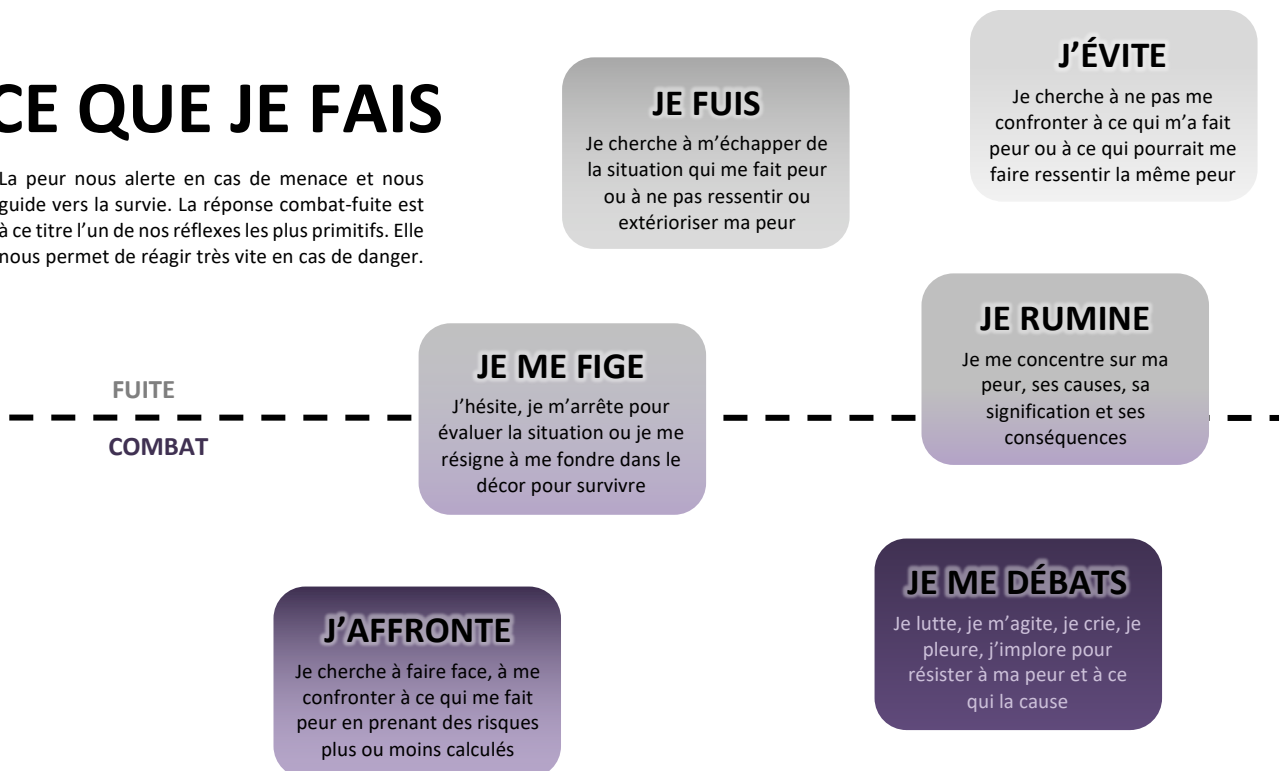 CE QUE JE FAIS
La peur nous alerte en cas de menace et nous
guide vers la survie. La réponse combat-fuite est
à ce titre l’un de nos réflexes les plus primitifs. Elle
nous permet de réagir très vite en cas de danger.
JE FUIS
Je cherche à m’échapper de
la situation qui me fait peur
ou à ne pas ressentir ou
extérioriser ma peur
J’ÉVITE
Je cherche à ne pas me
confronter à ce qui m’a fait
peur ou à ce qui pourrait me
faire ressentir la même peur
FUITE
COMBAT
JE ME FIGE
J’hésite, je m’arrête pour
évaluer la situation ou je me
résigne à me fondre dans le
décor pour survivre
JE RUMINE
Je me concentre sur ma
peur, ses causes, sa
signification et ses
conséquences
J’AFFRONTE
Je cherche à faire face, à me
confronter à ce qui me fait
peur en prenant des risques
plus ou moins calculés
JE ME DÉBATS
Je lutte, je m’agite, je crie, je
pleure, j’implore pour
résister à ma peur et à ce
qui la cause